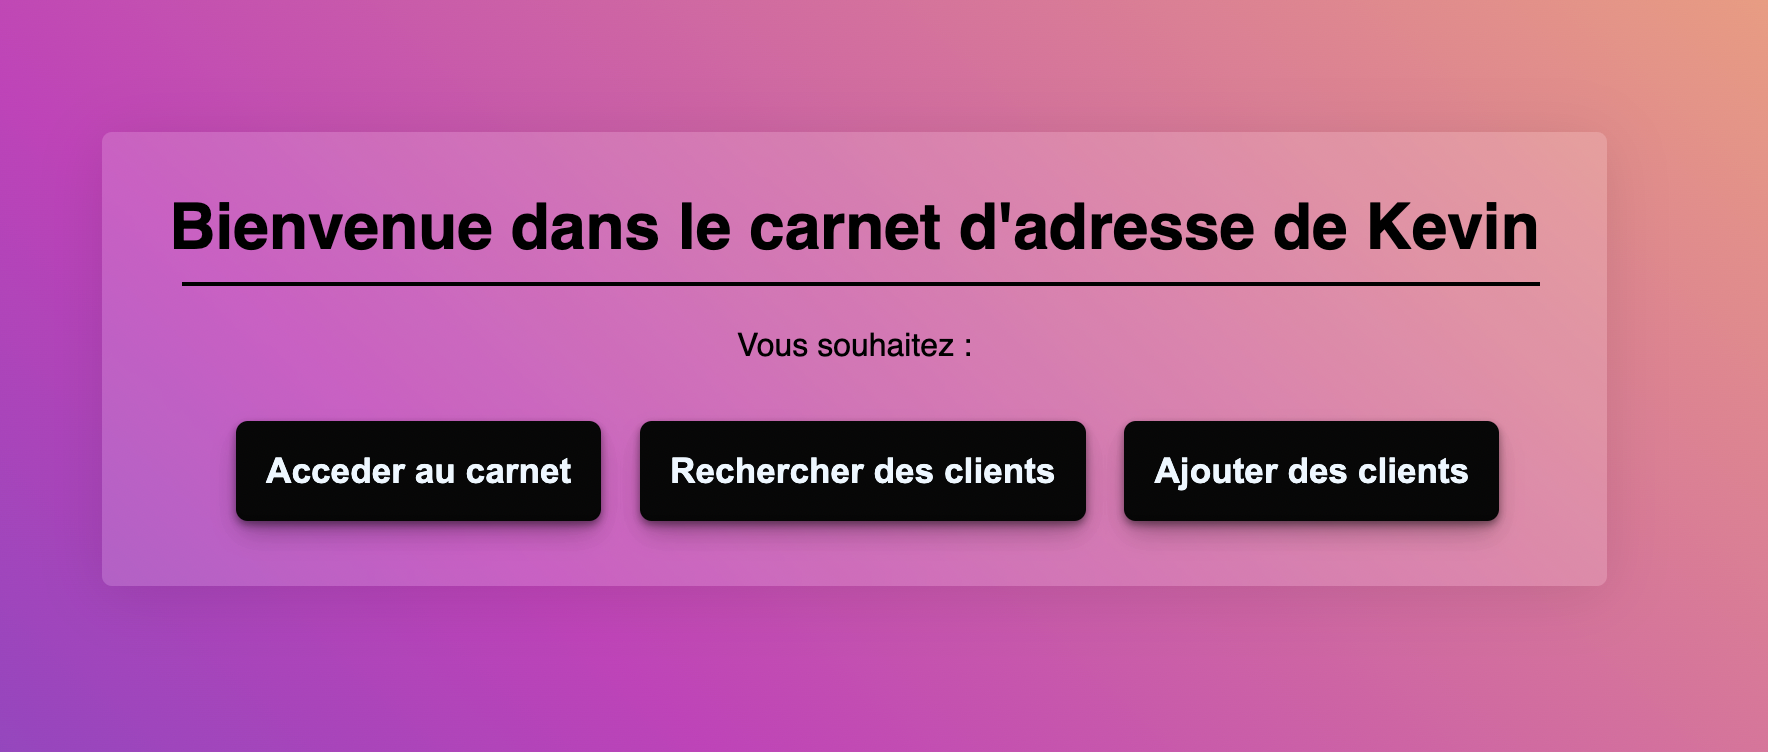 Bienvenue dans le carnet d'adresse de Kevin
Vous souhaitez :
Acceder au carnet
Rechercher des clients
Ajouter des clients